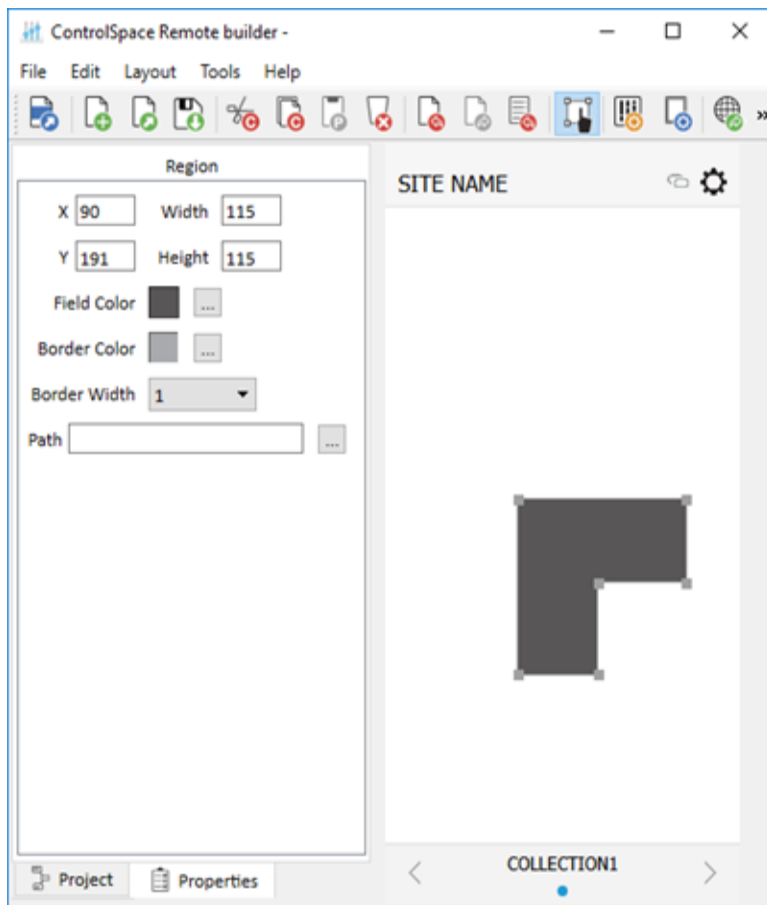 ControlSpace Remote builder -
File Edit Layout Tools Help
Region
X 90 Width 115
Y 191 Height 115
Field Color ...
Border Color ...
Border Width 1
Path ...
SITE NAME
COLLECTION1
Project Properties